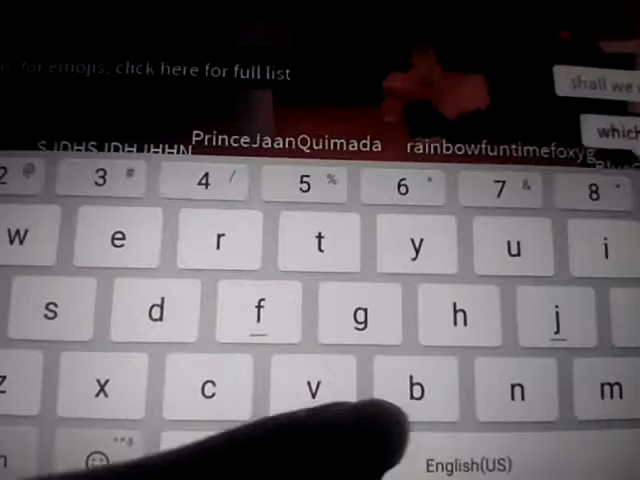 for emojis, click here for full list
shall we
which
PrinceJaanQuimada rainbowfuntimefoxyg
2 @ 3 # 4 / 5 % 6 7 & 8 *
w e r t y u i
s d f g h j
z x c v b n m
English(US)